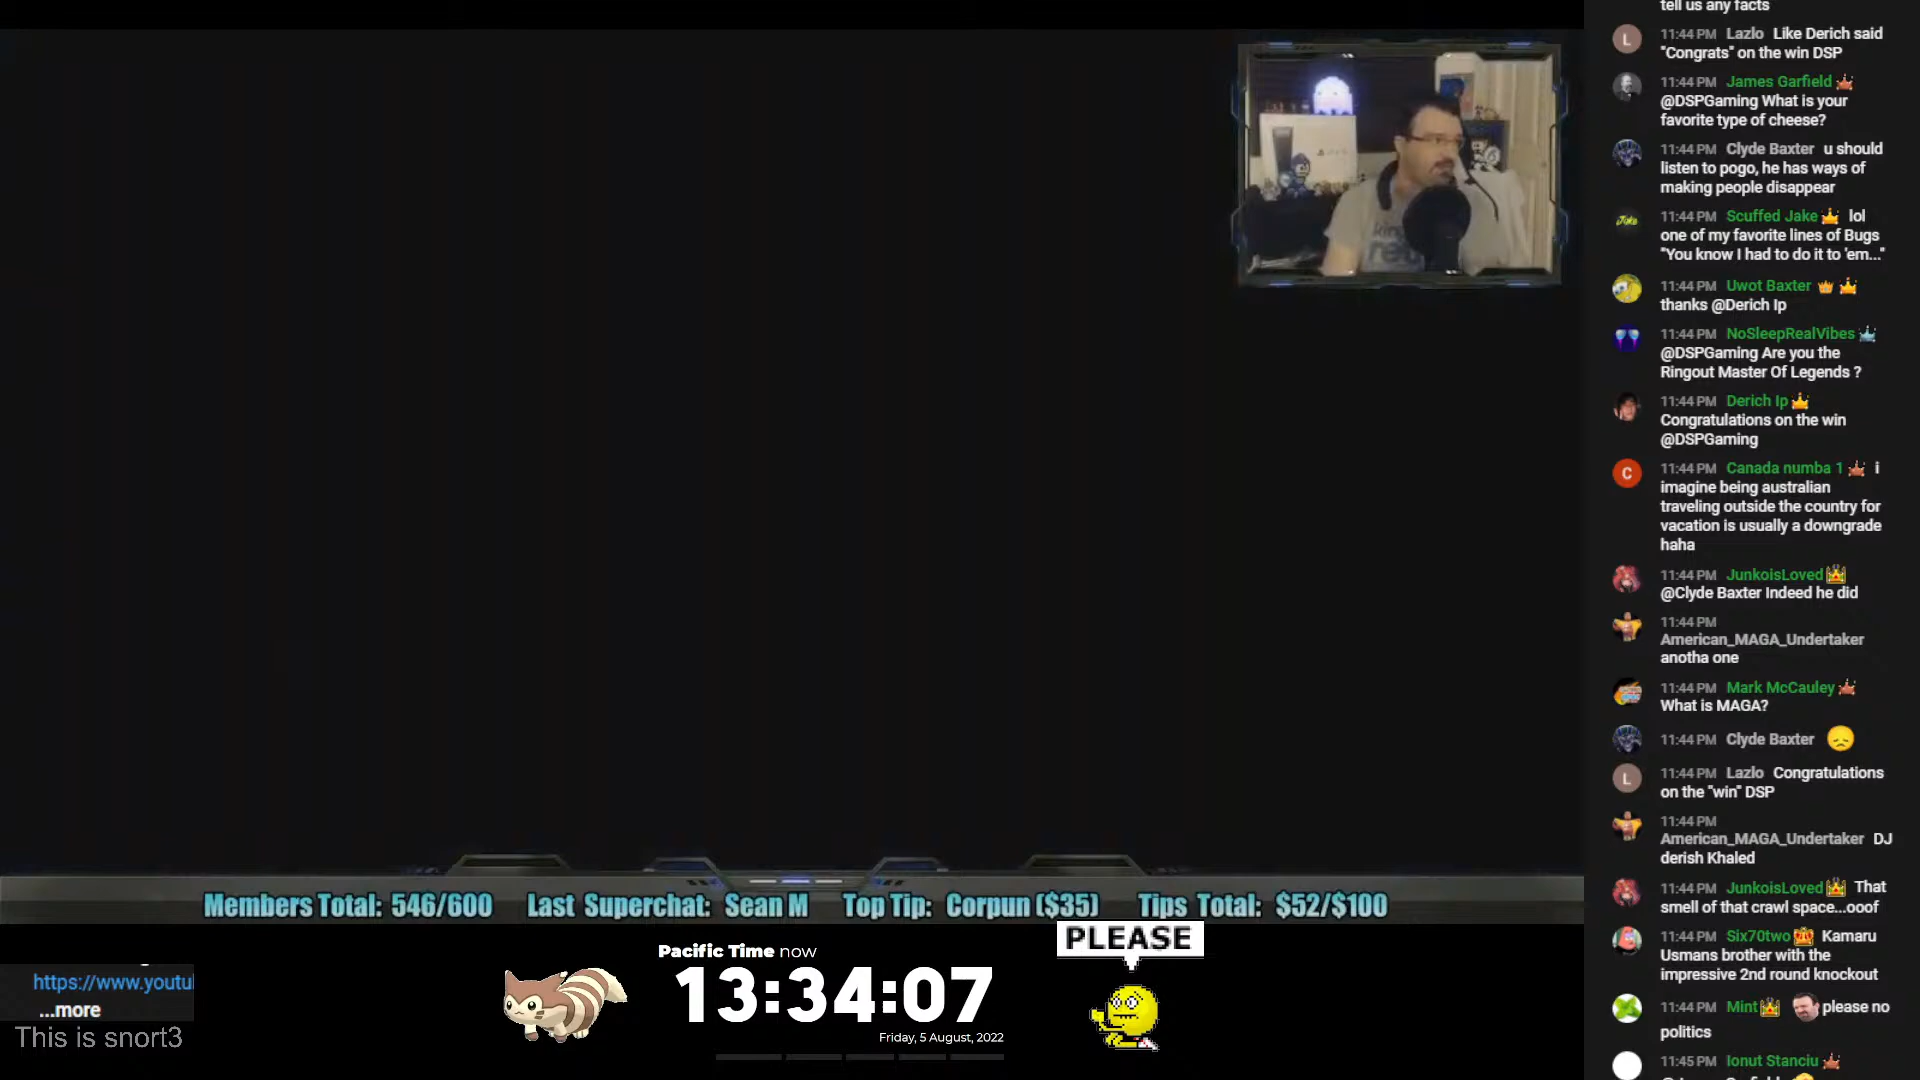 tell us any facts
L 11:44 PM Lazlo Like Derich said
"Congrats" on the win DSP
11:44 PM James Garfield
@DSPGaming What is your
favorite type of cheese?
11:44 PM Clyde Baxter u should
listen to pogo, he has ways of
making people disappear
11:44 PM Scuffed Jake lol
one of my favorite lines of Bugs
"You know I had to do it to 'em..."
11:44 PM Uwot Baxter
thanks @Derich Ip
11:44 PM NoSleepRealVibes
@DSPGaming Are you the
Ringout Master Of Legends ?
11:44 PM Derich Ip
Congratulations on the win
@DSPGaming
C 11:44 PM Canada numba 1 i
imagine being australian
traveling outside the country for
vacation is usually a downgrade
haha
11:44 PM JunkoisLoved
@Clyde Baxter Indeed he did
11:44 PM
American_MAGA_Undertaker
anotha one
11:44 PM Mark McCauley
What is MAGA?
11:44 PM Clyde Baxter
L 11:44 PM Lazlo Congratulations
on the "win" DSP
11:44 PM
American_MAGA_Undertaker DJ
derish Khaled
11:44 PM JunkoisLoved That
smell of that crawl space...ooof
11:44 PM Six70two Kamaru
Usmans brother with the
impressive 2nd round knockout
11:44 PM Mint please no
politics
11:45 PM Ionut Stanciu
Members Total: 546/600 Last Superchat: Sean M Top Tip: Corpun ($35) Tips Total: $52/$100
PLEASE
Pacific Time now
13:34:07
Friday, 5 August, 2022
https://www.youtu
...more
This is snort3